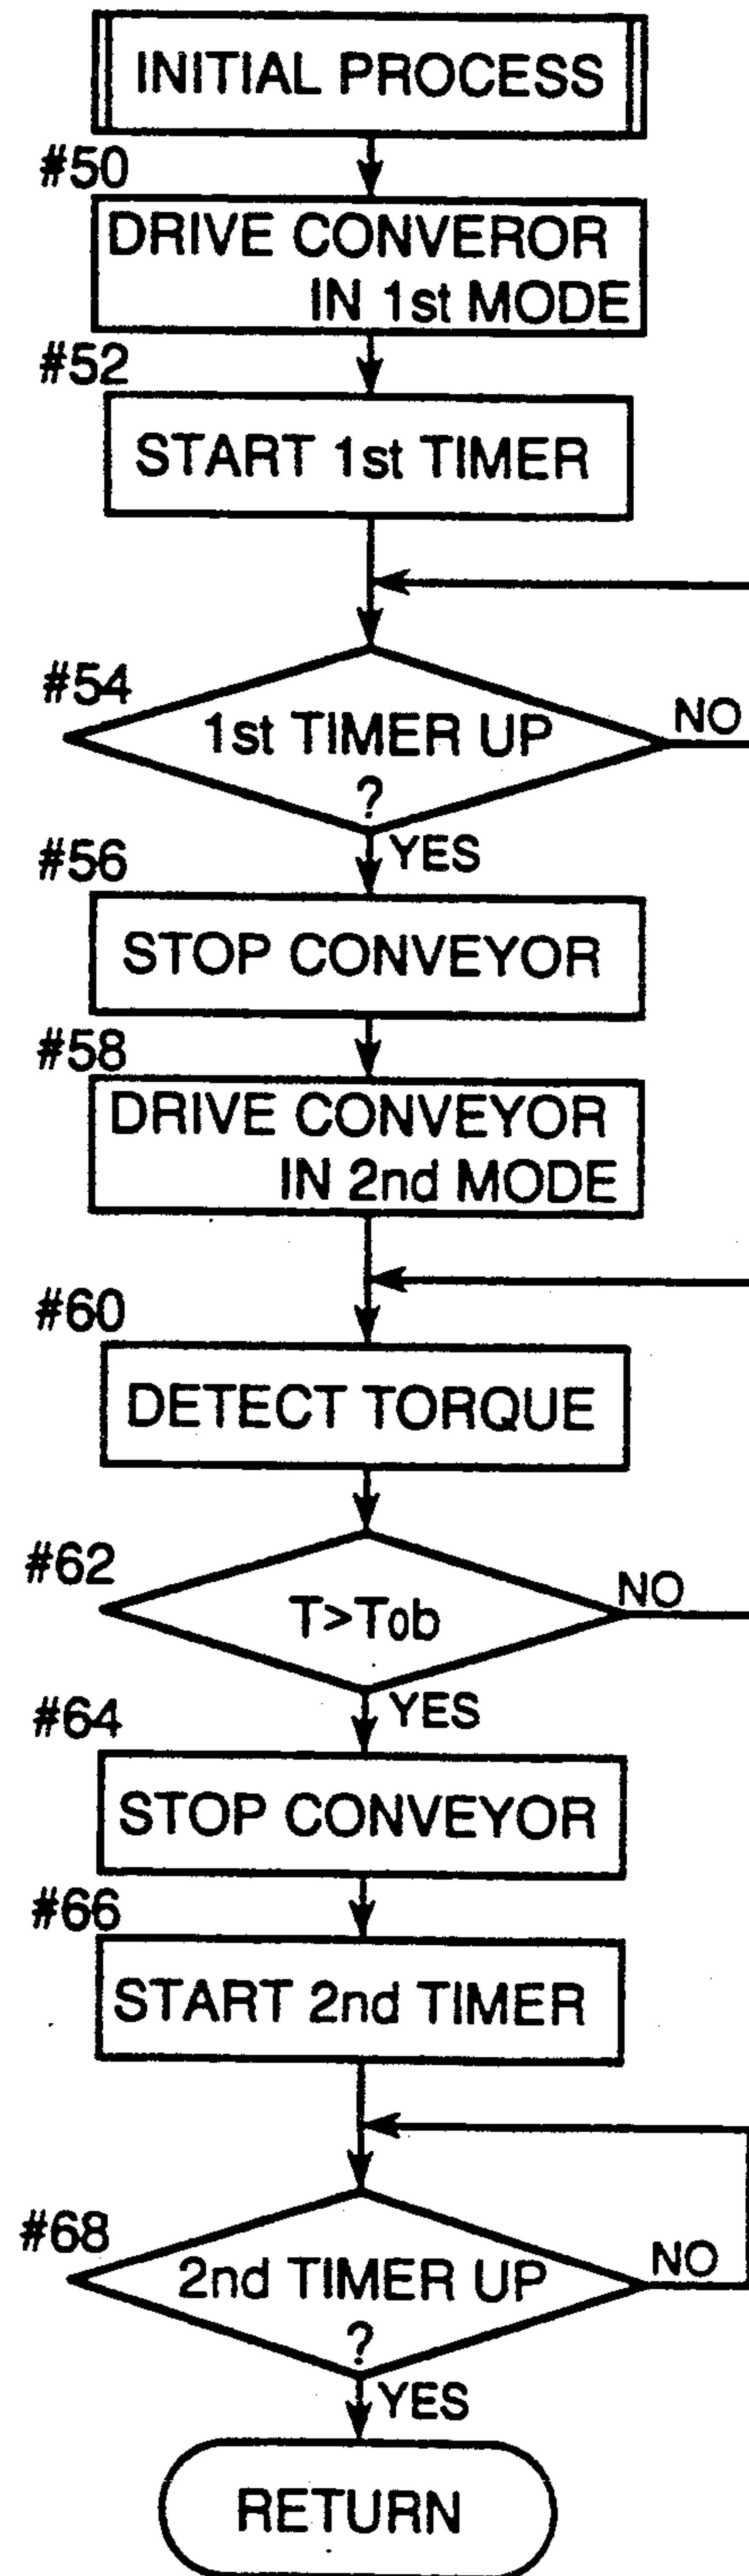 INITIAL PROCESS
#50
DRIVE CONVEROR
IN 1st MODE
#52
START 1st TIMER
#54
1st TIMER UP
?
NO
YES
#56
STOP CONVEYOR
#58
DRIVE CONVEYOR
IN 2nd MODE
#60
DETECT TORQUE
#62
T>Tob
NO
YES
#64
STOP CONVEYOR
#66
START 2nd TIMER
#68
2nd TIMER UP
?
NO
YES
RETURN